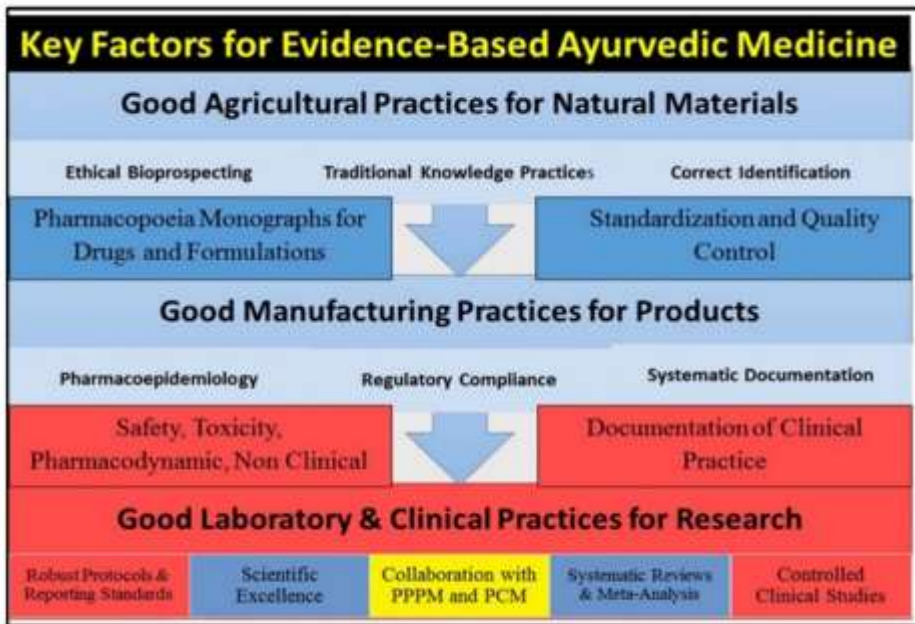 Key Factors for Evidence-Based Ayurvedic Medicine
Good Agricultural Practices for Natural Materials
Ethical Bioprospecting
Traditional Knowledge Practices
Correct Identification
Pharmacopoeia Monographs for
Drugs and Formulations
Standardization and Quality
Control
Good Manufacturing Practices for Products
Pharmacoepidemiology
Regulatory Compliance
Systematic Documentation
Safety, Toxicity,
Pharmacodynamic, Non Clinical
Documentation of Clinical
Practice
Good Laboratory & Clinical Practices for Research
Robust Protocols &
Reporting Standards
Scientific
Excellence
Collaboration with
PPPM and PCM
Systematic Reviews
& Meta-Analysis
Controlled
Clinical Studies